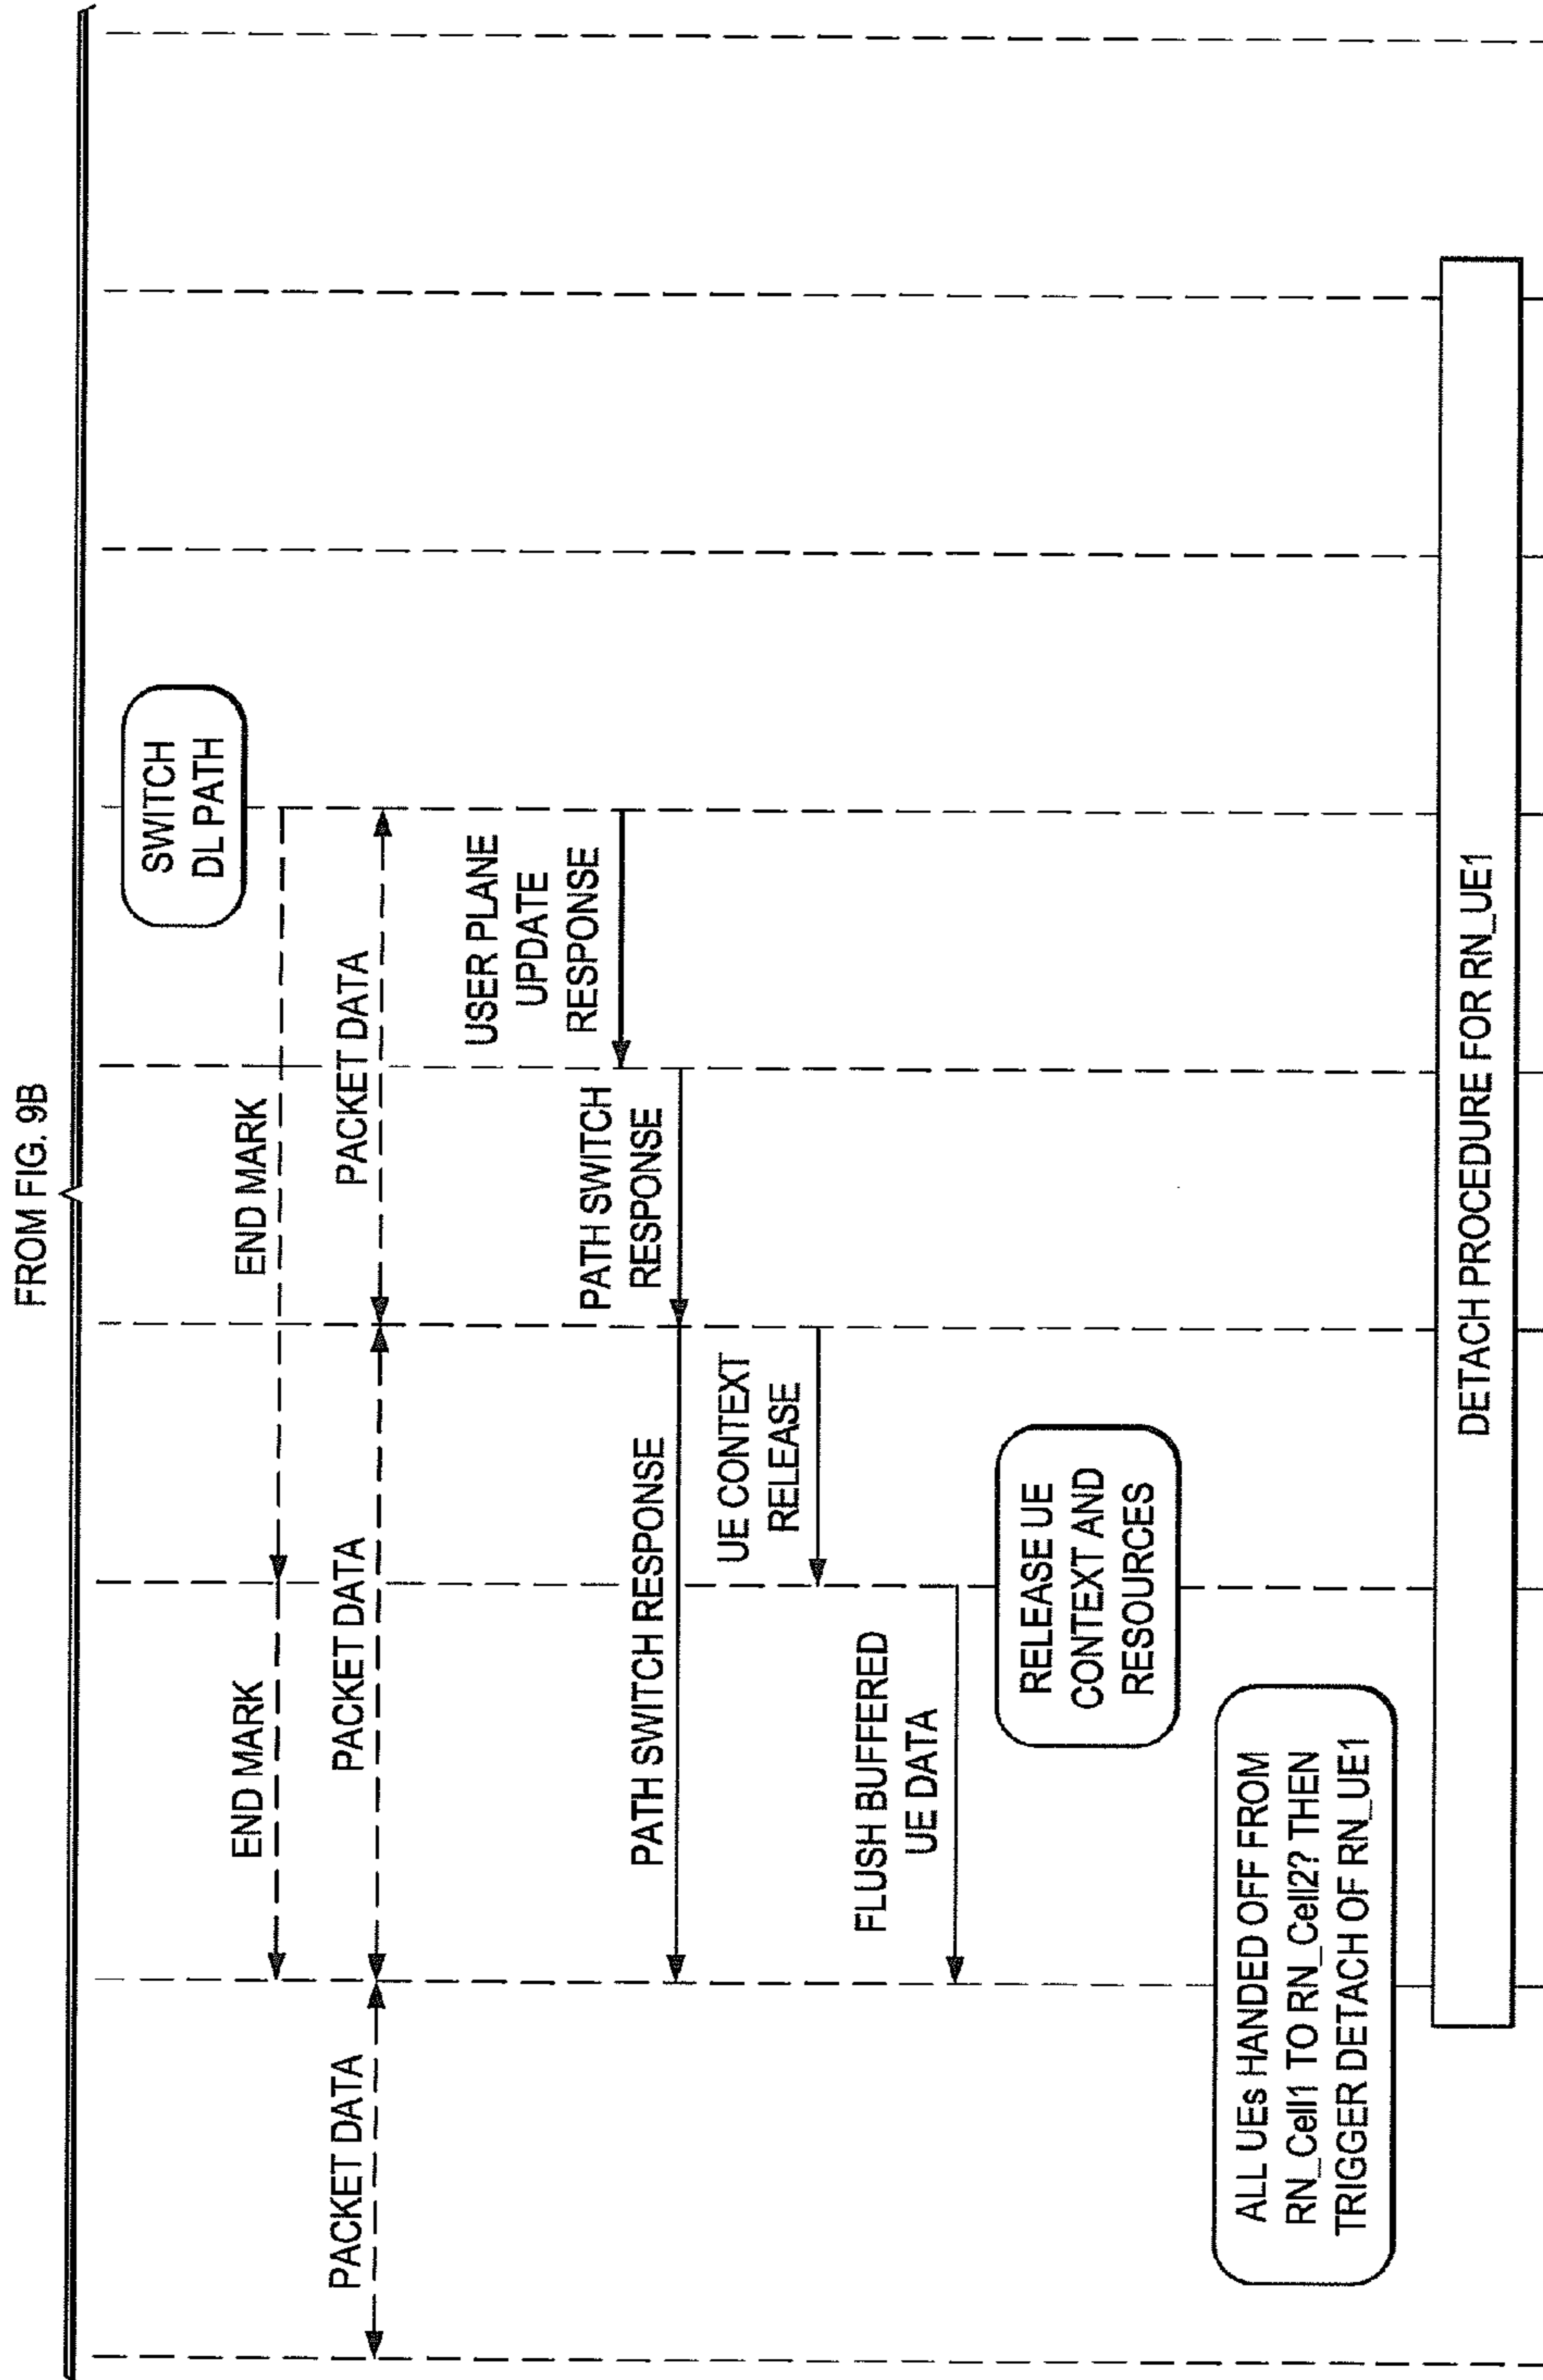 FROM FIG. 9B
SWITCH
DL PATH
END MARK
END MARK
PACKET DATA
PACKET DATA
PACKET DATA
USER PLANE
UPDATE
RESPONSE
PATH SWITCH
RESPONSE
PATH SWITCH RESPONSE
UE CONTEXT
RELEASE
FLUSH BUFFERED
UE DATA
RELEASE UE
CONTEXT AND
RESOURCES
ALL UEs HANDED OFF FROM
RN_Cell1 TO RN_Cell2? THEN
TRIGGER DETACH OF RN_UE1
DETACH PROCEDURE FOR RN_UE1